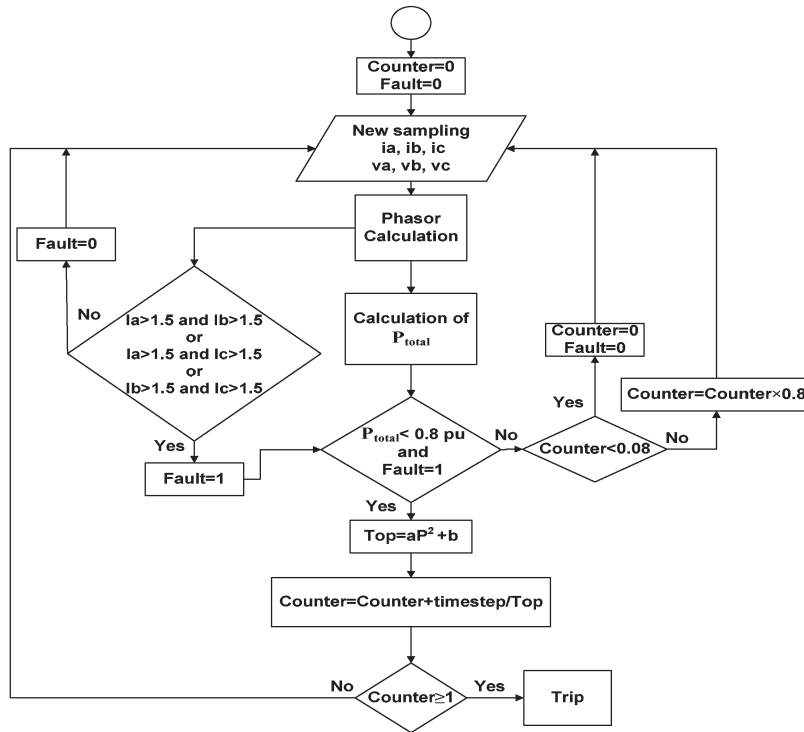 Counter=0
Fault=0
New sampling
ia, ib, ic
va, vb, vc
Phasor
Calculation
Fault=0
No
Ia>1.5 and Ib>1.5
or
Ia>1.5 and Ic>1.5
or
Ib>1.5 and Ic>1.5
Yes
Fault=1
Calculation of
Ptotal
Ptotal< 0.8 pu
and
Fault=1
No
Counter<0.08
Yes
Counter=0
Fault=0
No
Counter=Counter×0.8
Yes
Top=aP² +b
Counter=Counter+timestep/Top
Counter≥1
No
Yes
Trip